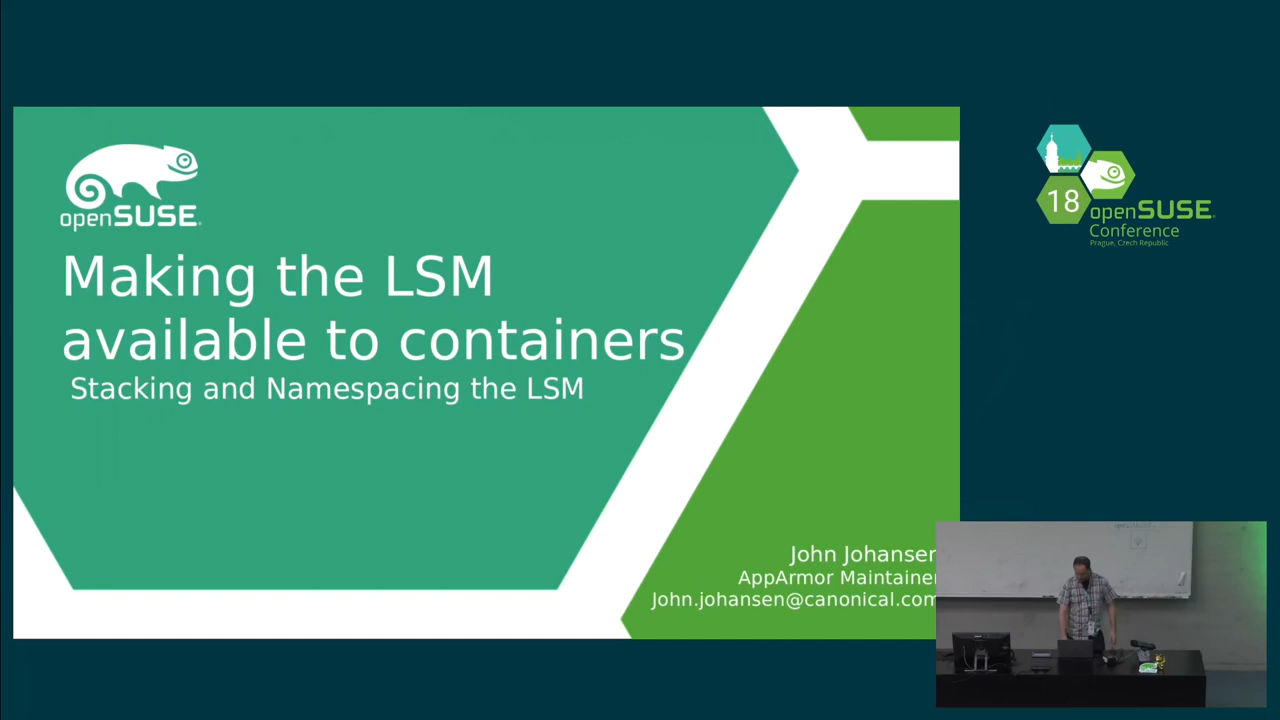 openSUSE
Making the LSM
available to containers
Stacking and Namespacing the LSM
John Johansen
AppArmor Maintainer
John.johansen@canonical.com
18
openSUSE
Conference
Prague, Czech Republic